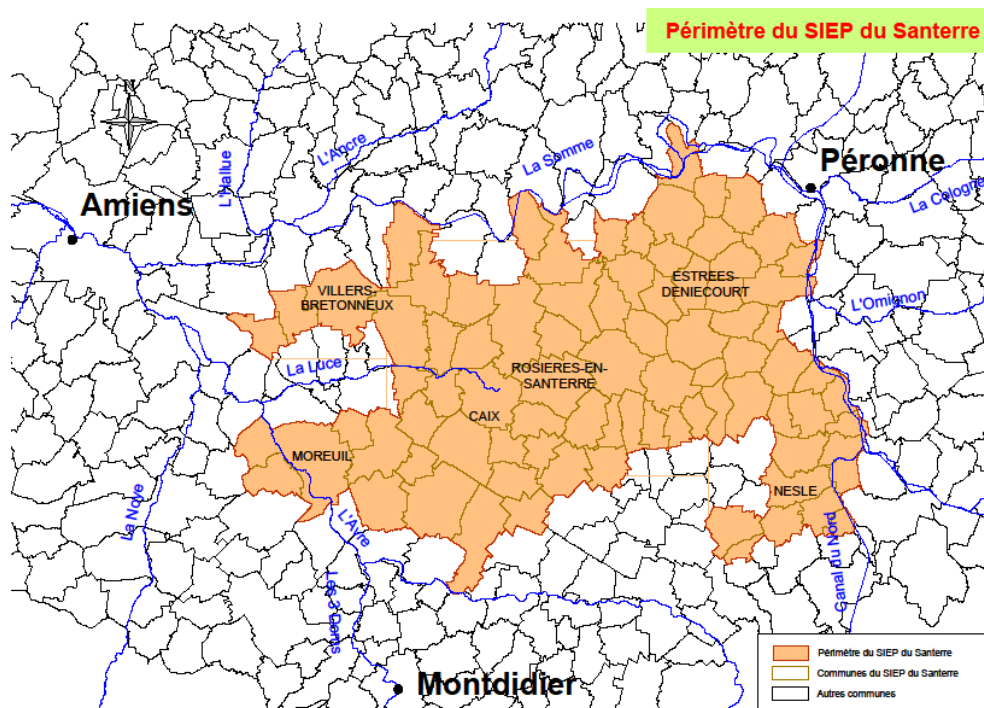 Périmètre du SIEP du Santerre
N
L'Hallue
L'Ancre
La Somme
Péronne
La Cologne
Amiens
VILLERS-
BRETONNEUX
ESTREES-
DENIECOURT
L'Omignon
La Luce
ROSIERES-EN-
SANTERRE
CAIX
MOREUIL
NESLE
La Noye
L'Avre
Les 3 Doms
Canal du Nord
Montdidier
Périmètre du SIEP du Santerre
Communes du SIEP du Santerre
Autres communes